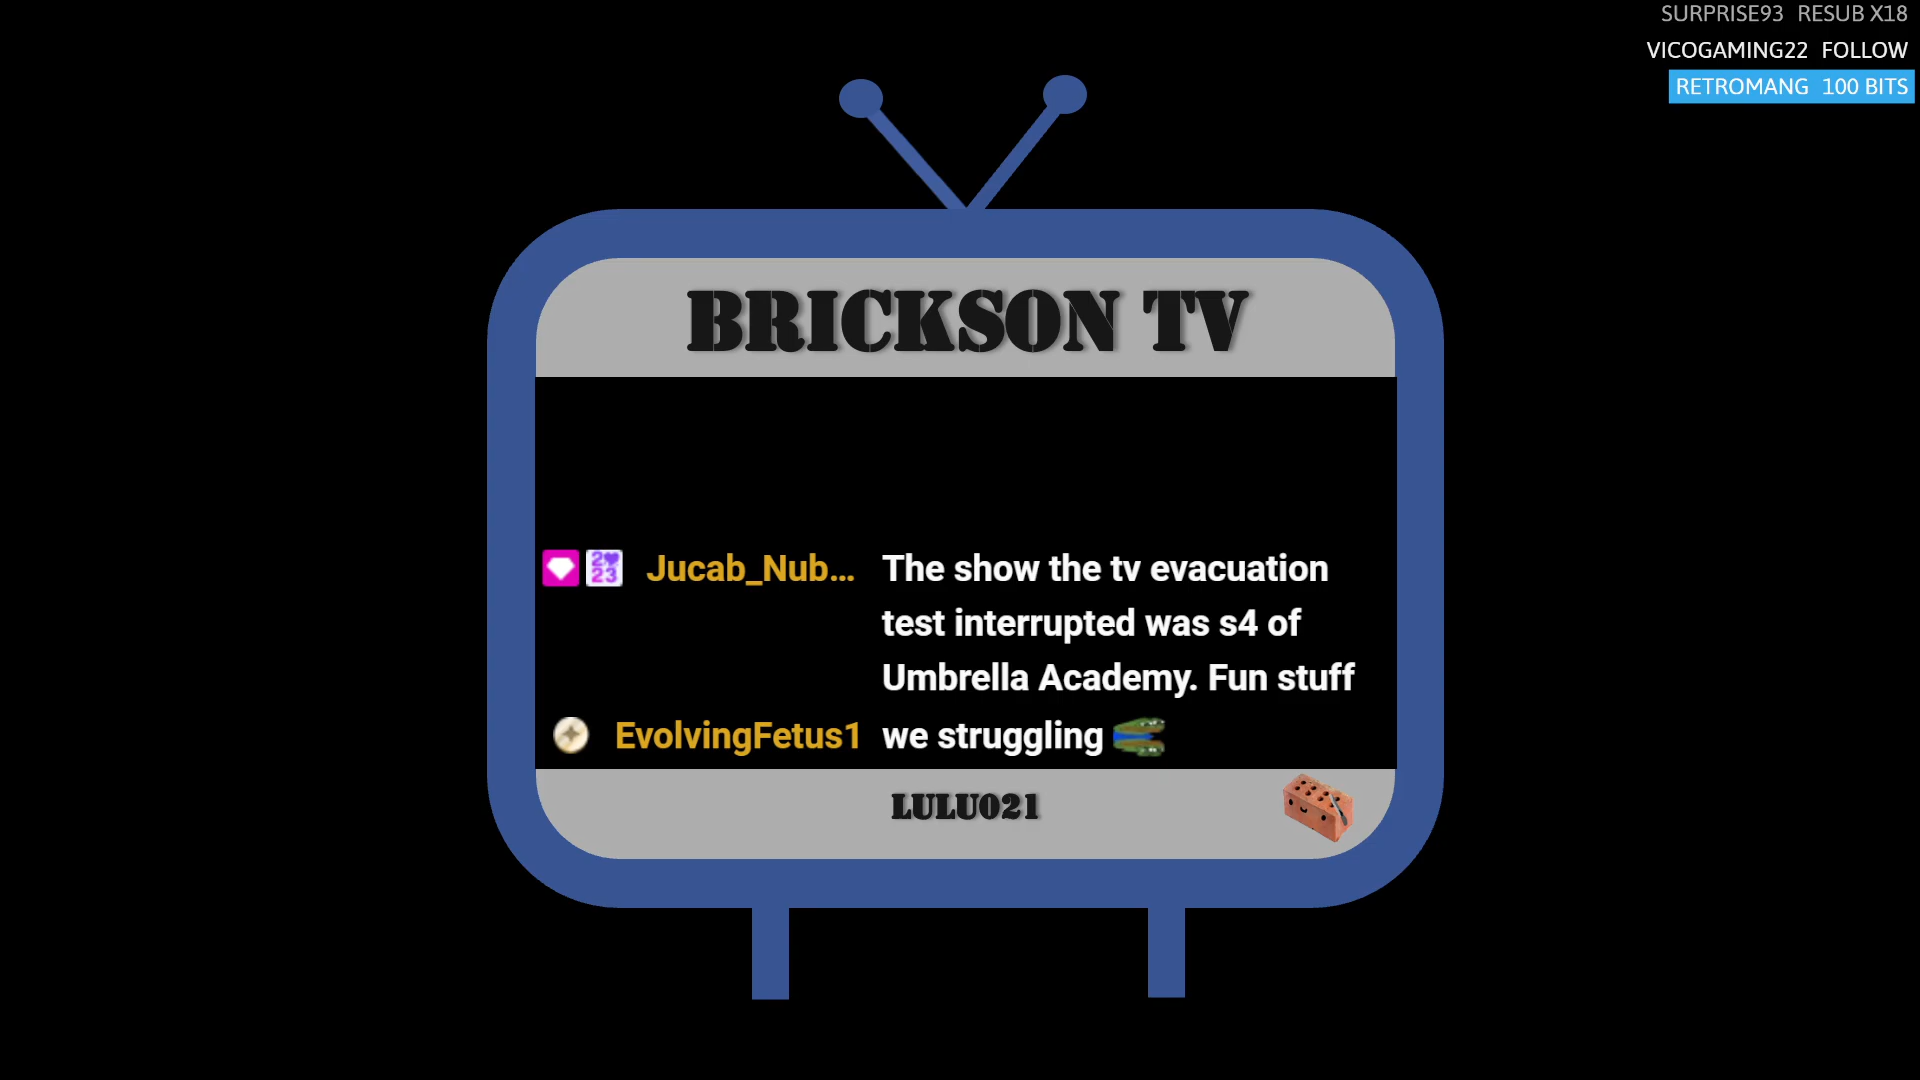 SURPRISE93 RESUB X18
VICOGAMING22 FOLLOW
RETROMANG 100 BITS
BRICKSON TV
Jucab_Nub... The show the tv evacuation
test interrupted was s4 of
Umbrella Academy. Fun stuff
EvolvingFetus1 we struggling
LULU021
2023